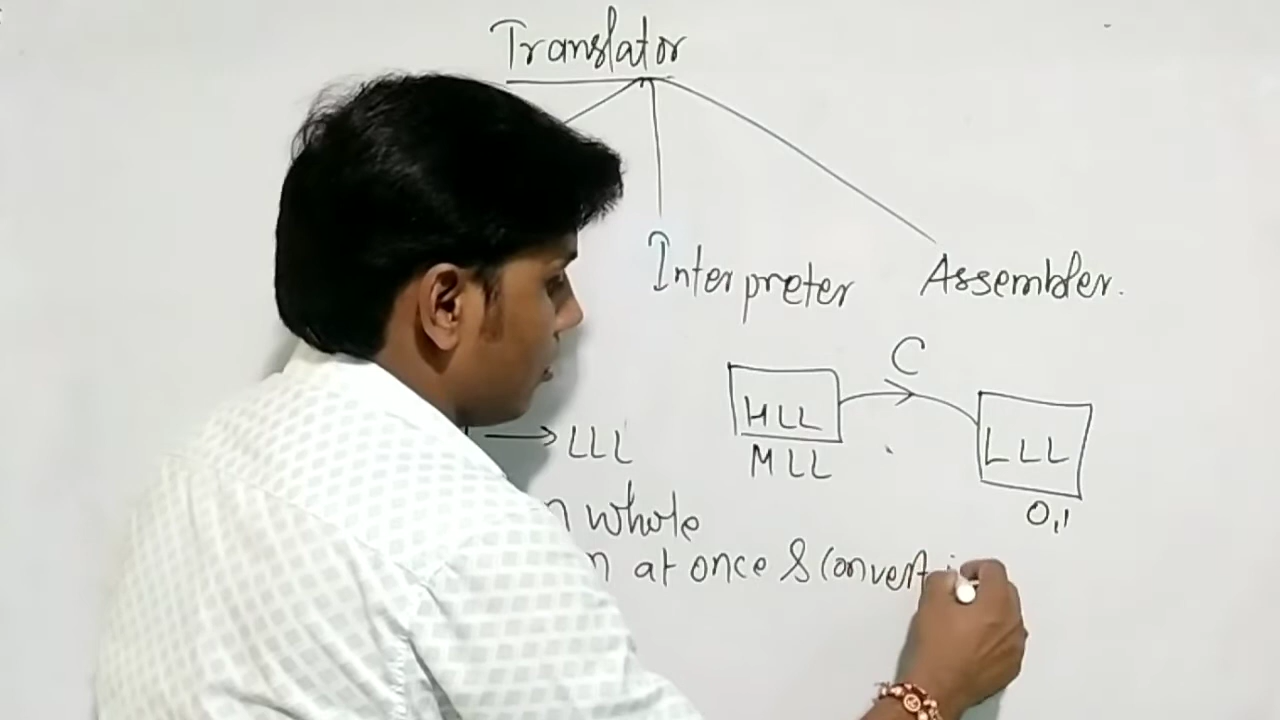 Translator
Interpreter
Assembler.
C
HLL
→ LLL
LLL
MLL
0,1
whole
at once & Convert